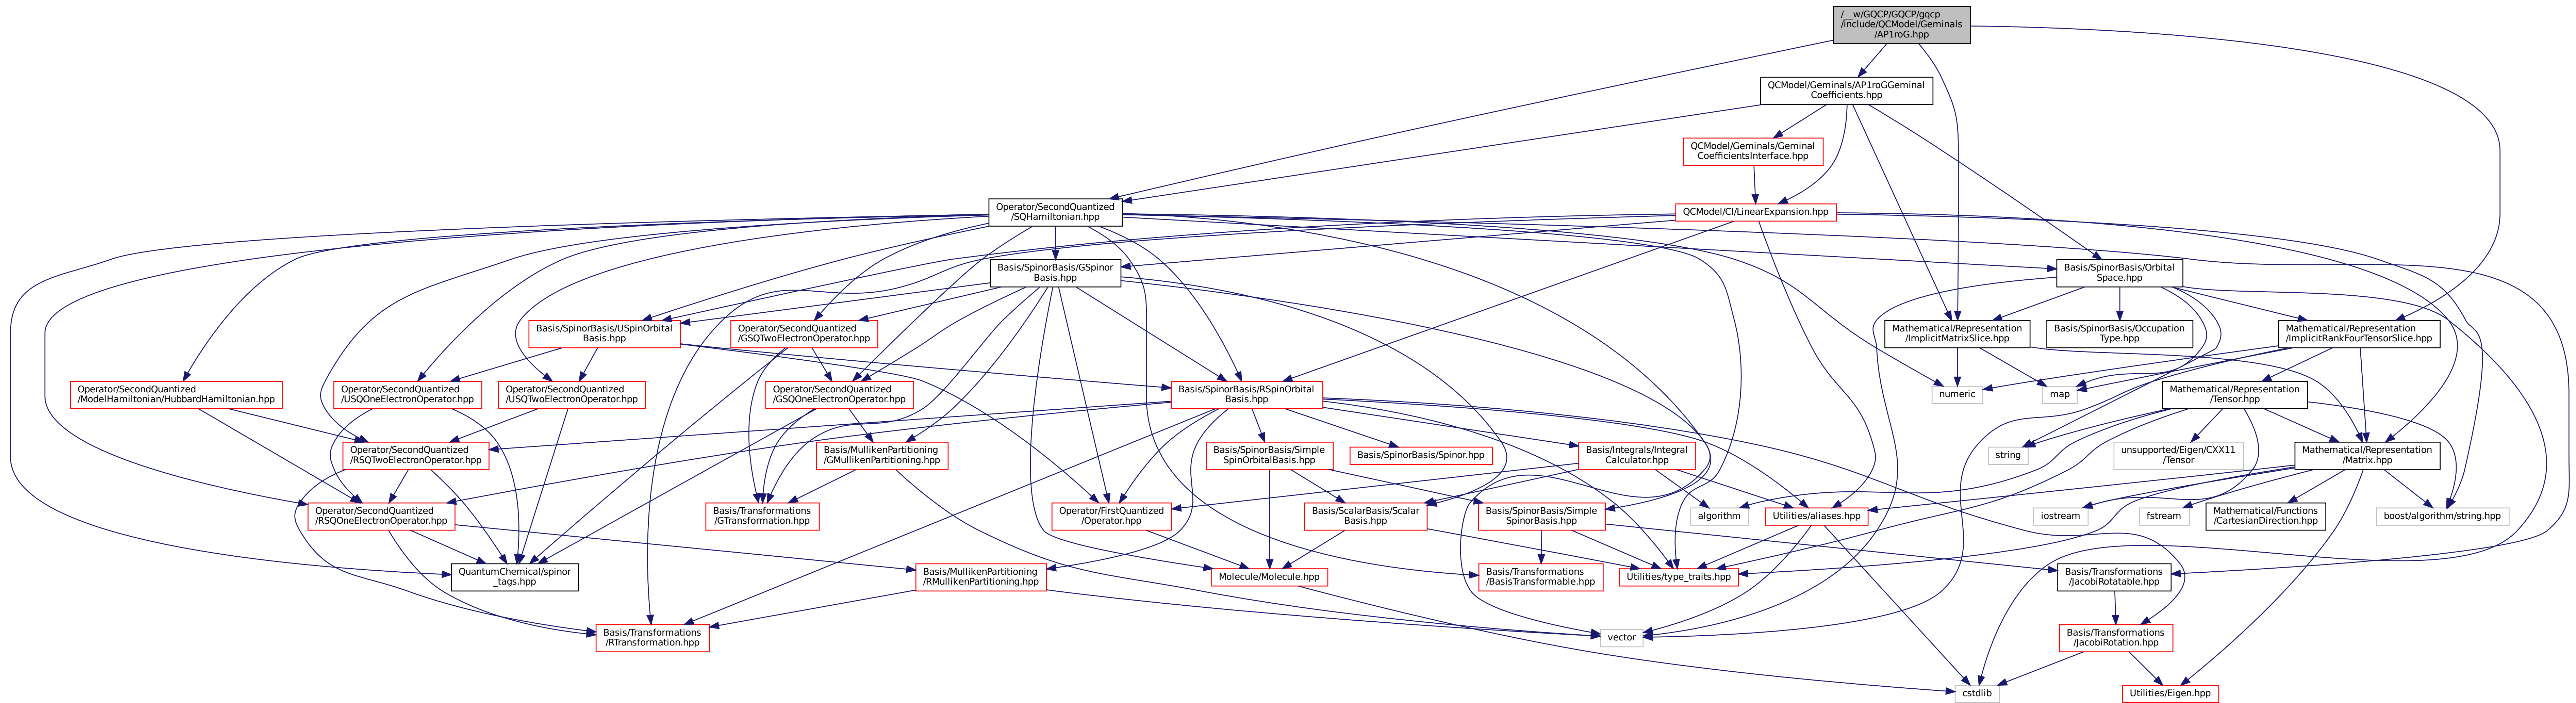 /__w/GQCP/GQCP/gqcp
/include/QCModel/Geminals
/AP1roG.hpp
QCModel/Geminals/AP1roGGeminal
Coefficients.hpp
QCModel/Geminals/Geminal
CoefficientsInterface.hpp
Operator/SecondQuantized
/SQHamiltonian.hpp
QCModel/CI/LinearExpansion.hpp
Basis/SpinorBasis/GSpinor
Basis.hpp
Basis/SpinorBasis/Orbital
Space.hpp
Basis/SpinorBasis/USpinOrbital
Basis.hpp
Operator/SecondQuantized
/GSQTwoElectronOperator.hpp
Mathematical/Representation
/ImplicitMatrixSlice.hpp
Basis/SpinorBasis/Occupation
Type.hpp
Mathematical/Representation
/ImplicitRankFourTensorSlice.hpp
Operator/SecondQuantized
/ModelHamiltonian/HubbardHamiltonian.hpp
Operator/SecondQuantized
/USQOneElectronOperator.hpp
Operator/SecondQuantized
/USQTwoElectronOperator.hpp
Operator/SecondQuantized
/GSQOneElectronOperator.hpp
Basis/SpinorBasis/RSpinOrbital
Basis.hpp
numeric
map
Mathematical/Representation
/Tensor.hpp
Operator/SecondQuantized
/RSQTwoElectronOperator.hpp
Basis/MullikenPartitioning
/GMullikenPartitioning.hpp
Basis/SpinorBasis/Simple
SpinOrbitalBasis.hpp
Basis/SpinorBasis/Spinor.hpp
Basis/Integrals/Integral
Calculator.hpp
string
unsupported/Eigen/CXX11
/Tensor
Mathematical/Representation
/Matrix.hpp
Operator/SecondQuantized
/RSQOneElectronOperator.hpp
Basis/Transformations
/GTransformation.hpp
Operator/FirstQuantized
/Operator.hpp
Basis/ScalarBasis/Scalar
Basis.hpp
Basis/SpinorBasis/Simple
SpinorBasis.hpp
algorithm
Utilities/aliases.hpp
iostream
fstream
Mathematical/Functions
/CartesianDirection.hpp
boost/algorithm/string.hpp
QuantumChemical/spinor
_tags.hpp
Basis/MullikenPartitioning
/RMullikenPartitioning.hpp
Molecule/Molecule.hpp
Basis/Transformations
/BasisTransformable.hpp
Utilities/type_traits.hpp
Basis/Transformations
/JacobiRotatable.hpp
Basis/Transformations
/RTransformation.hpp
vector
Basis/Transformations
/JacobiRotation.hpp
cstdlib
Utilities/Eigen.hpp